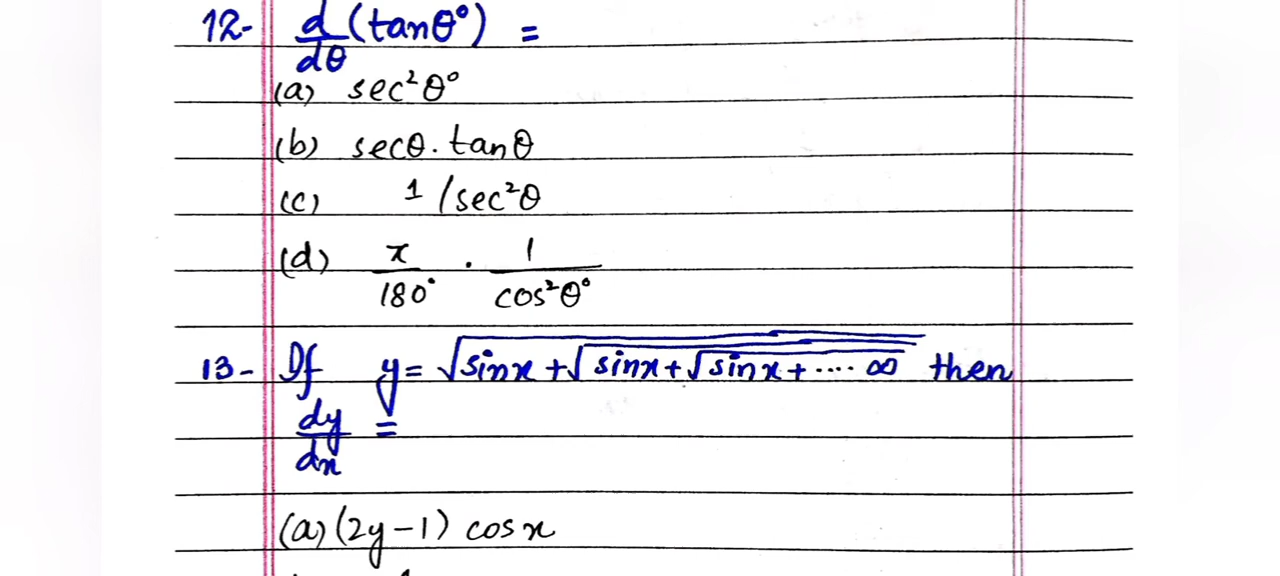 12- d/dθ (tanθ°) =
(a) sec²θ°
(b) secθ. tanθ
(c) 1 /sec²θ
(d) x/180° . 1/cos²θ°
13- If y= √sinx +√sinx+√sinx+ .... ∞ then
dy/dx =
(a) (2y-1) cosx